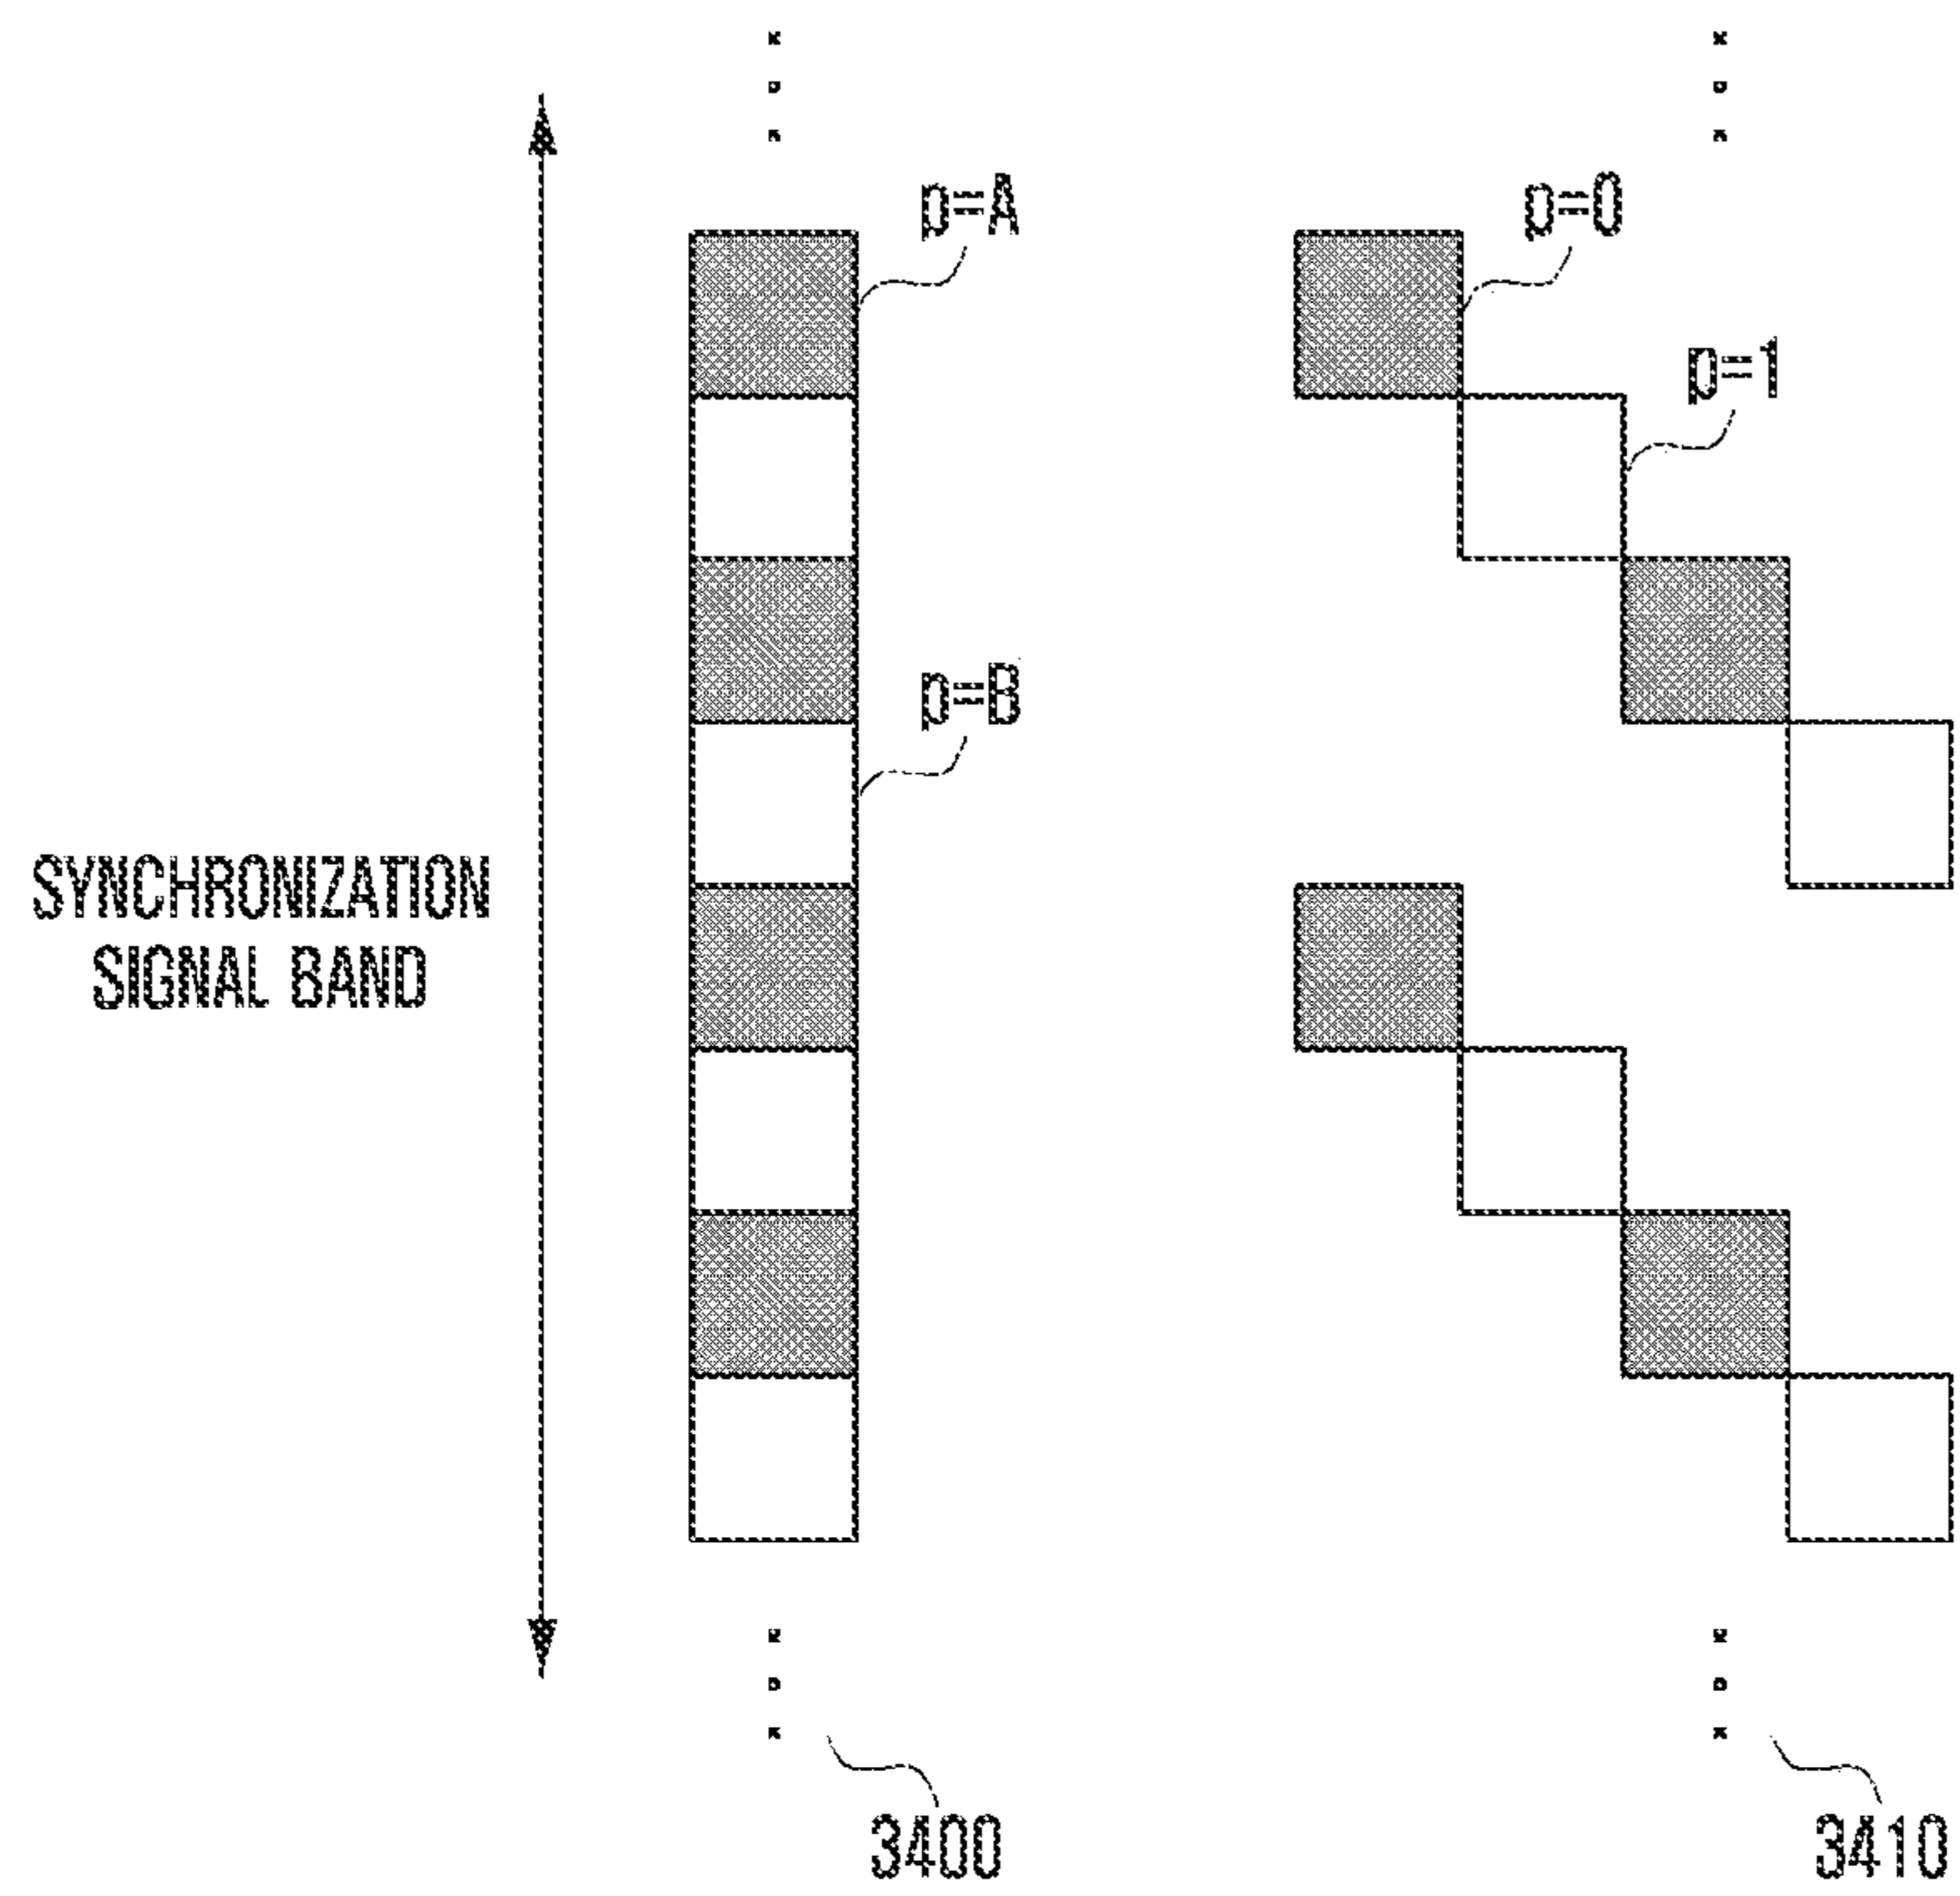 p=A
p=0
p=1
p=B
SYNCHRONIZATION
SIGNAL BAND
3400
3410